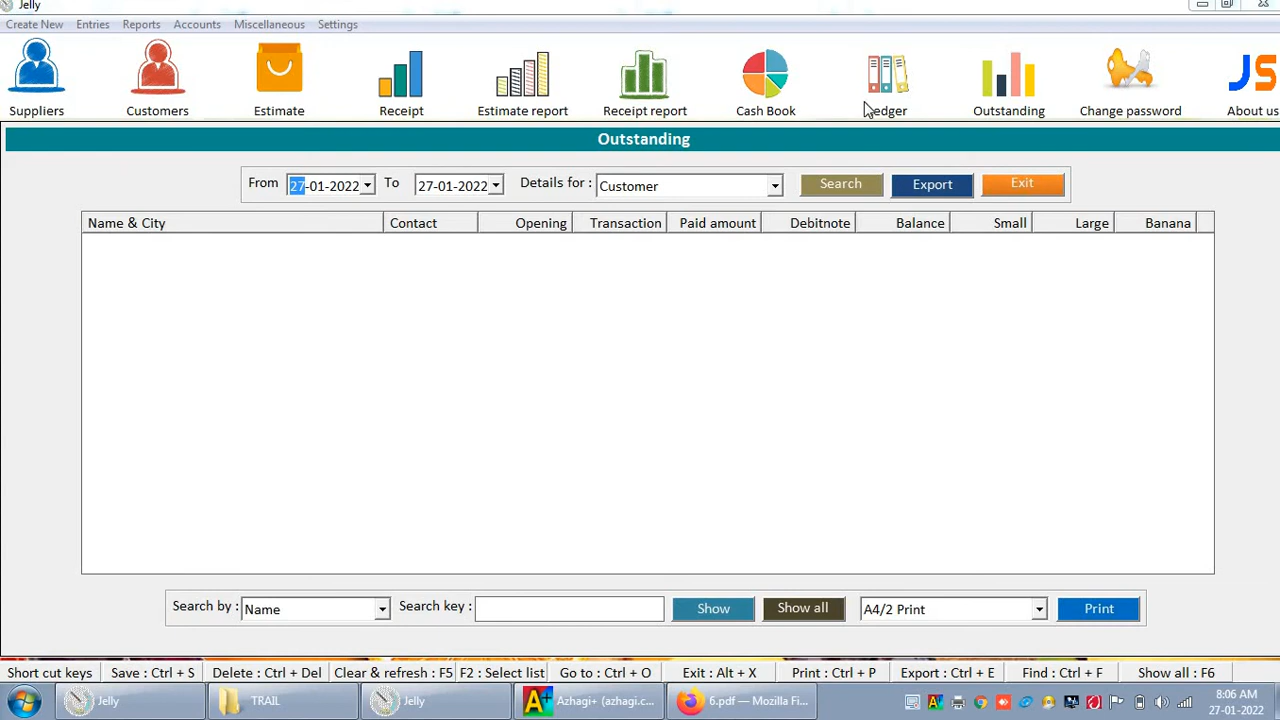 Jelly
Create New Entries Reports Accounts Miscellaneous Settings
Suppliers Customers Estimate Receipt Estimate report Receipt report Cash Book Ledger Outstanding Change password About us
Outstanding
From 27-01-2022 To 27-01-2022 Details for : Customer Search Export Exit
Name & City Contact Opening Transaction Paid amount Debitnote Balance Small Large Banana
Search by : Name Search key : Show Show all A4/2 Print Print
Short cut keys Save : Ctrl + S Delete : Ctrl + Del Clear & refresh : F5 F2 : Select list Go to : Ctrl + O Exit : Alt + X Print : Ctrl + P Export : Ctrl + E Find : Ctrl + F Show all : F6
Jelly TRAIL Jelly Azhagi+ (azhagi.c... 6.pdf — Mozilla Fi... 8:06 AM
27-01-2022